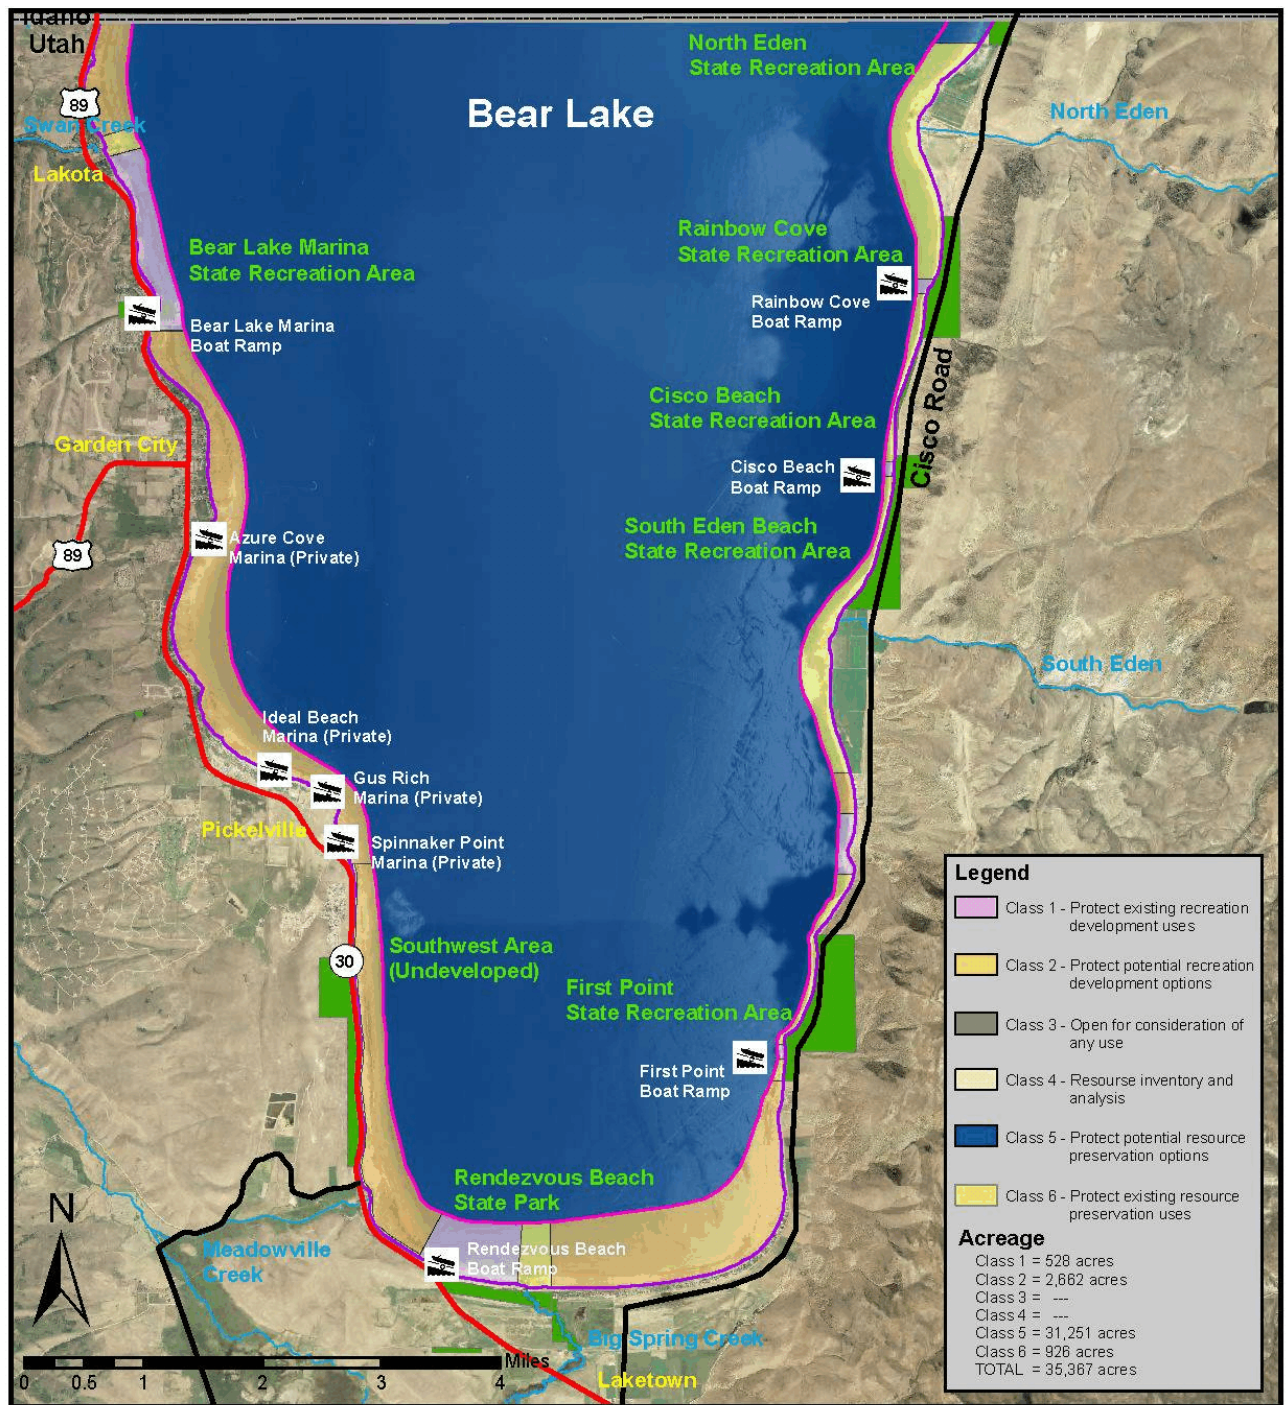 Idaho
Utah
89
Swan Creek
Lakota
North Eden
State Recreation Area
Bear Lake
North Eden
Bear Lake Marina
State Recreation Area
Bear Lake Marina
Boat Ramp
Rainbow Cove
State Recreation Area
Rainbow Cove
Boat Ramp
Cisco Road
Cisco Beach
State Recreation Area
Cisco Beach
Boat Ramp
Garden City
89
Azure Cove
Marina (Private)
South Eden Beach
State Recreation Area
South Eden
Ideal Beach
Marina (Private)
Gus Rich
Marina (Private)
Pickelville
Spinnaker Point
Marina (Private)
30
Southwest Area
(Undeveloped)
First Point
State Recreation Area
First Point
Boat Ramp
Rendezvous Beach
State Park
Rendezvous Beach
Boat Ramp
Meadowville
Creek
Big Spring Creek
Laketown
N
Miles
0 0.5 1 2 3 4
Legend
Class 1 - Protect existing recreation
development uses
Class 2 - Protect potential recreation
development options
Class 3 - Open for consideration of
any use
Class 4 - Resourse inventory and
analysis
Class 5 - Protect potential resource
preservation options
Class 6 - Protect existing resource
preservation uses
Acreage
Class 1 = 528 acres
Class 2 = 2,662 acres
Class 3 = ---
Class 4 = ---
Class 5 = 31,251 acres
Class 6 = 926 acres
TOTAL = 35,367 acres